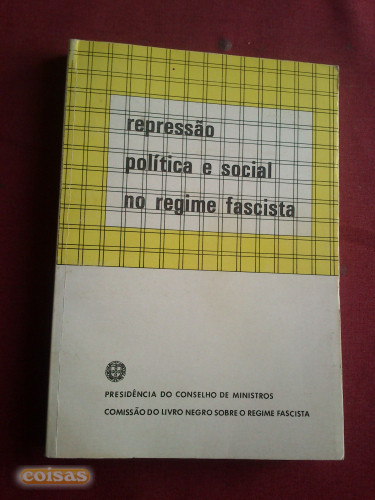 repressão
política e social
no regime fascista
PRESIDÊNCIA DO CONSELHO DE MINISTROS
COMISSÃO DO LIVRO NEGRO SOBRE O REGIME FASCISTA
coisas